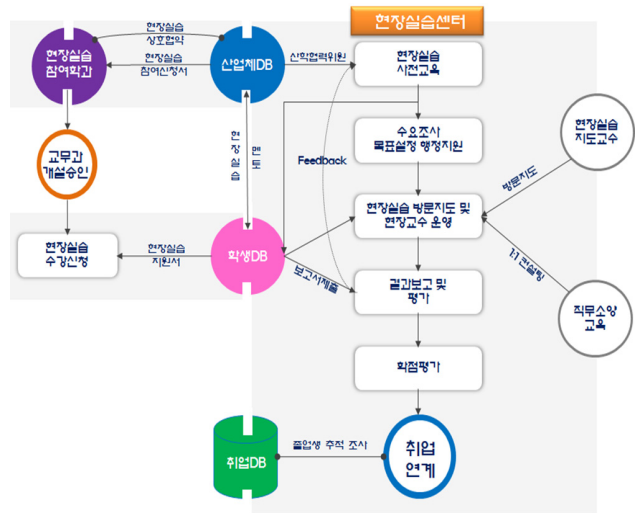 현장실습센터
현장실습
상호협약
현장실습
참여학과
현장실습
참여신청서
산업체DB
산학협력위원
현장실습
사전교육
수요조사
목표설정 행정지원
현장실습
지도교수
교무과
개설승인
현장실습
멘토
Feedback
방문지도
현장실습 방문지도 및
현장교수 운영
현장실습
수강신청
현장실습
지원서
학생DB
보고서제출
1:1 컨설팅
결과보고 및
평가
직무소양
교육
학점평가
취업DB
졸업생 추적 조사
취업
연계